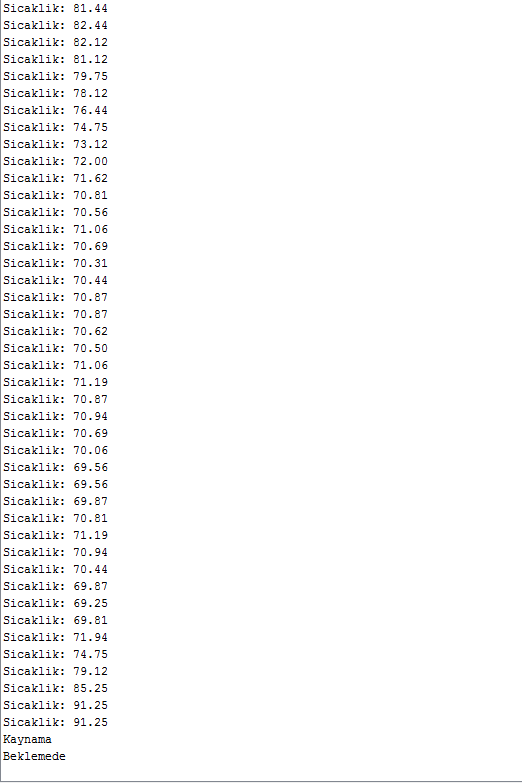 Sicaklik: 81.44
Sicaklik: 82.44
Sicaklik: 82.12
Sicaklik: 81.12
Sicaklik: 79.75
Sicaklik: 78.12
Sicaklik: 76.44
Sicaklik: 74.75
Sicaklik: 73.12
Sicaklik: 72.00
Sicaklik: 71.62
Sicaklik: 70.81
Sicaklik: 70.56
Sicaklik: 71.06
Sicaklik: 70.69
Sicaklik: 70.31
Sicaklik: 70.44
Sicaklik: 70.87
Sicaklik: 70.87
Sicaklik: 70.62
Sicaklik: 70.50
Sicaklik: 71.06
Sicaklik: 71.19
Sicaklik: 70.87
Sicaklik: 70.94
Sicaklik: 70.69
Sicaklik: 70.06
Sicaklik: 69.56
Sicaklik: 69.56
Sicaklik: 69.87
Sicaklik: 70.81
Sicaklik: 71.19
Sicaklik: 70.94
Sicaklik: 70.44
Sicaklik: 69.87
Sicaklik: 69.25
Sicaklik: 69.81
Sicaklik: 71.94
Sicaklik: 74.75
Sicaklik: 79.12
Sicaklik: 85.25
Sicaklik: 91.25
Sicaklik: 91.25
Kaynama
Beklemede